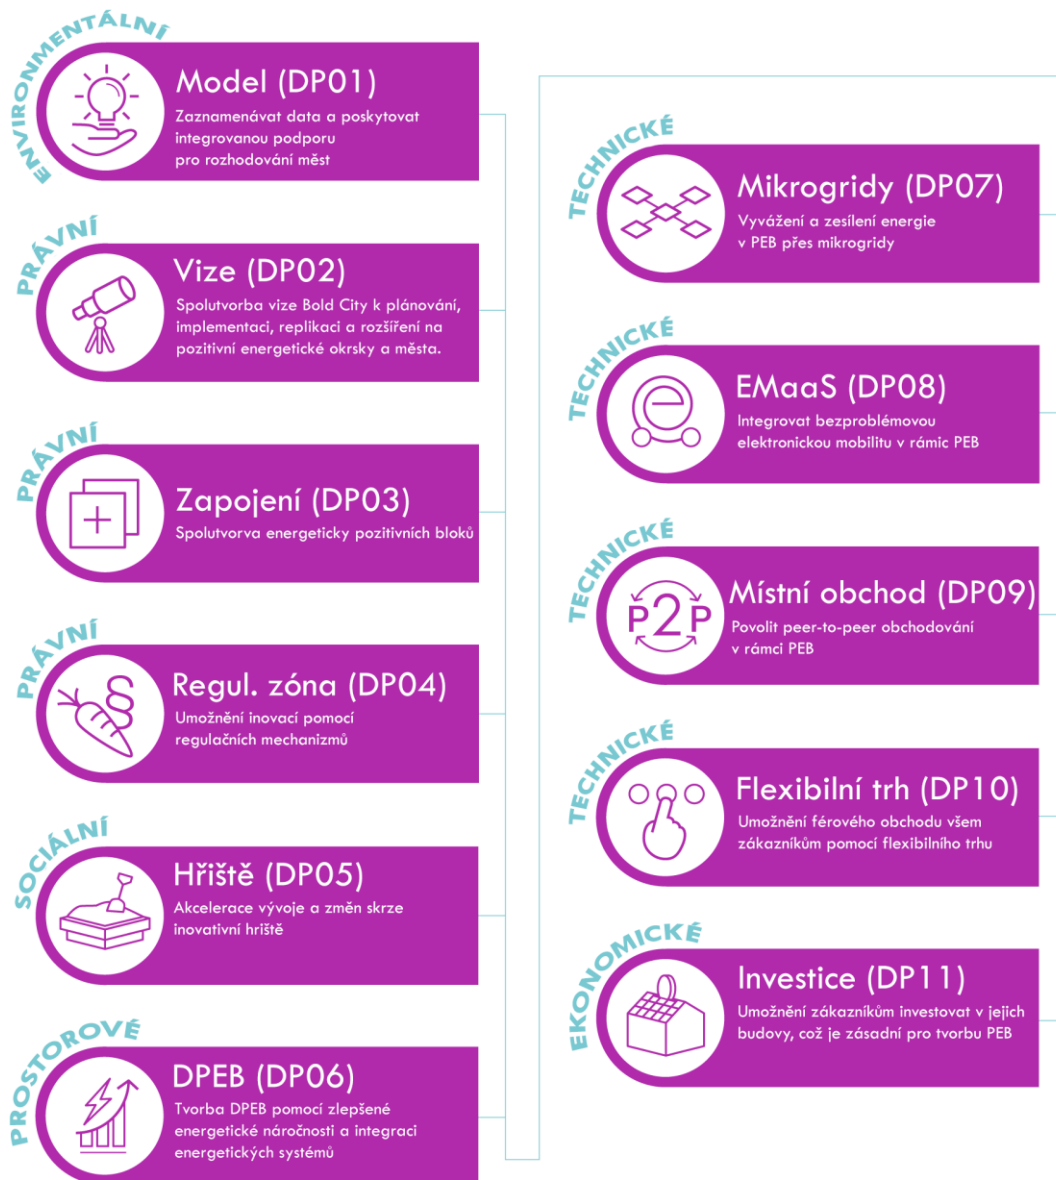 ENVIRONMENTÁLNÍ
Model (DP01)
Zaznamenávat data a poskytovat
integrovanou podporu
pro rozhodování měst
PRÁVNÍ
Vize (DP02)
Spolutvorba vize Bold City k plánování,
implementaci, replikaci a rozšíření na
pozitivní energetické okrsky a města.
PRÁVNÍ
Zapojení (DP03)
Spolutvorva energeticky pozitivních bloků
PRÁVNÍ
Regul. zóna (DP04)
Umožnění inovací pomocí
regulačních mechanizmů
SOCIÁLNÍ
Hřiště (DP05)
Akcelerace vývoje a změn skrze
inovativní hriště
PROSTOROVÉ
DPEB (DP06)
Tvorba DPEB pomocí zlepšené
energetické náročnosti a integraci
energetických systémů
TECHNICKÉ
Mikrogridy (DP07)
Vyvážení a zesílení energie
v PEB přes mikrogridy
TECHNICKÉ
EMaaS (DP08)
Integrovat bezproblémovou
elektronickou mobilitu v rámic PEB
TECHNICKÉ
P2P
Místní obchod (DP09)
Povolit peer-to-peer obchodování
v rámci PEB
TECHNICKÉ
Flexibilní trh (DP10)
Umožnění férového obchodu všem
zákazníkům pomocí flexibilního trhu
EKONOMICKÉ
Investice (DP11)
Umožnění zákazníkům investovat v jejich
budovy, což je zásadní pro tvorbu PEB